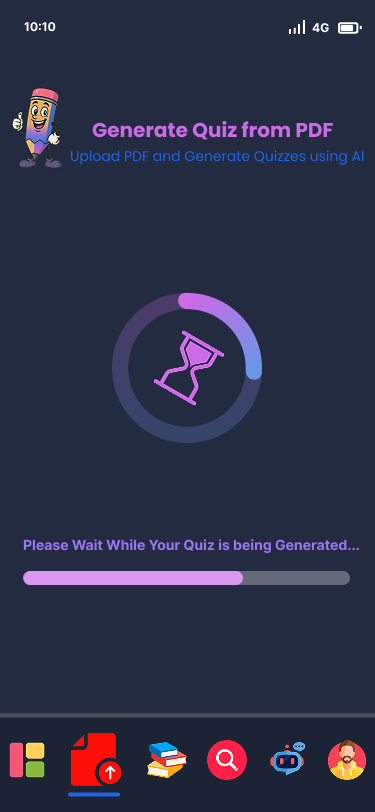 10:10
4G
Generate Quiz from PDF
Upload PDF and Generate Quizzes using AI
Please Wait While Your Quiz is being Generated...